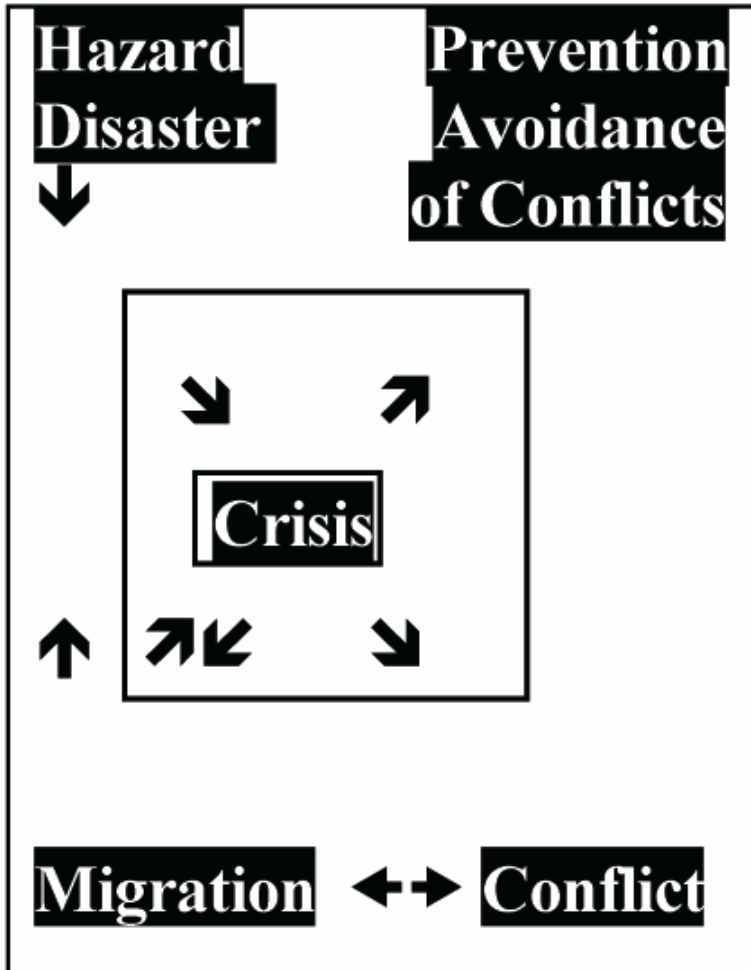 Hazard
Disaster
Prevention
Avoidance
of Conflicts
Crisis
Migration
Conflict